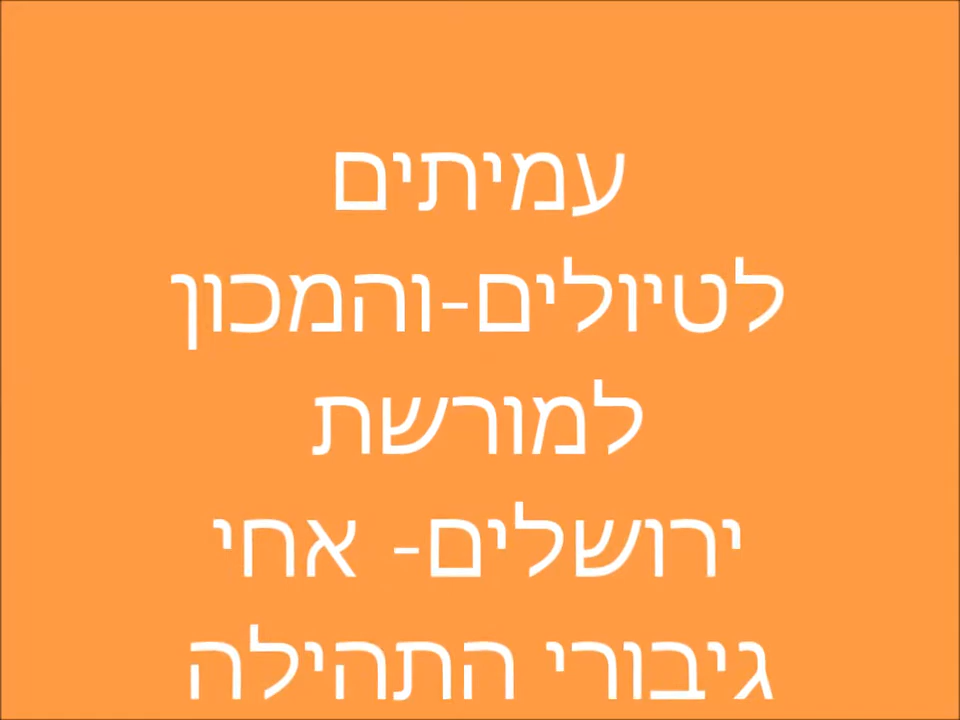 עמיתים
לטיולים-והמכון
למורשת
ירושלים- אחי
גיבורי התהילה